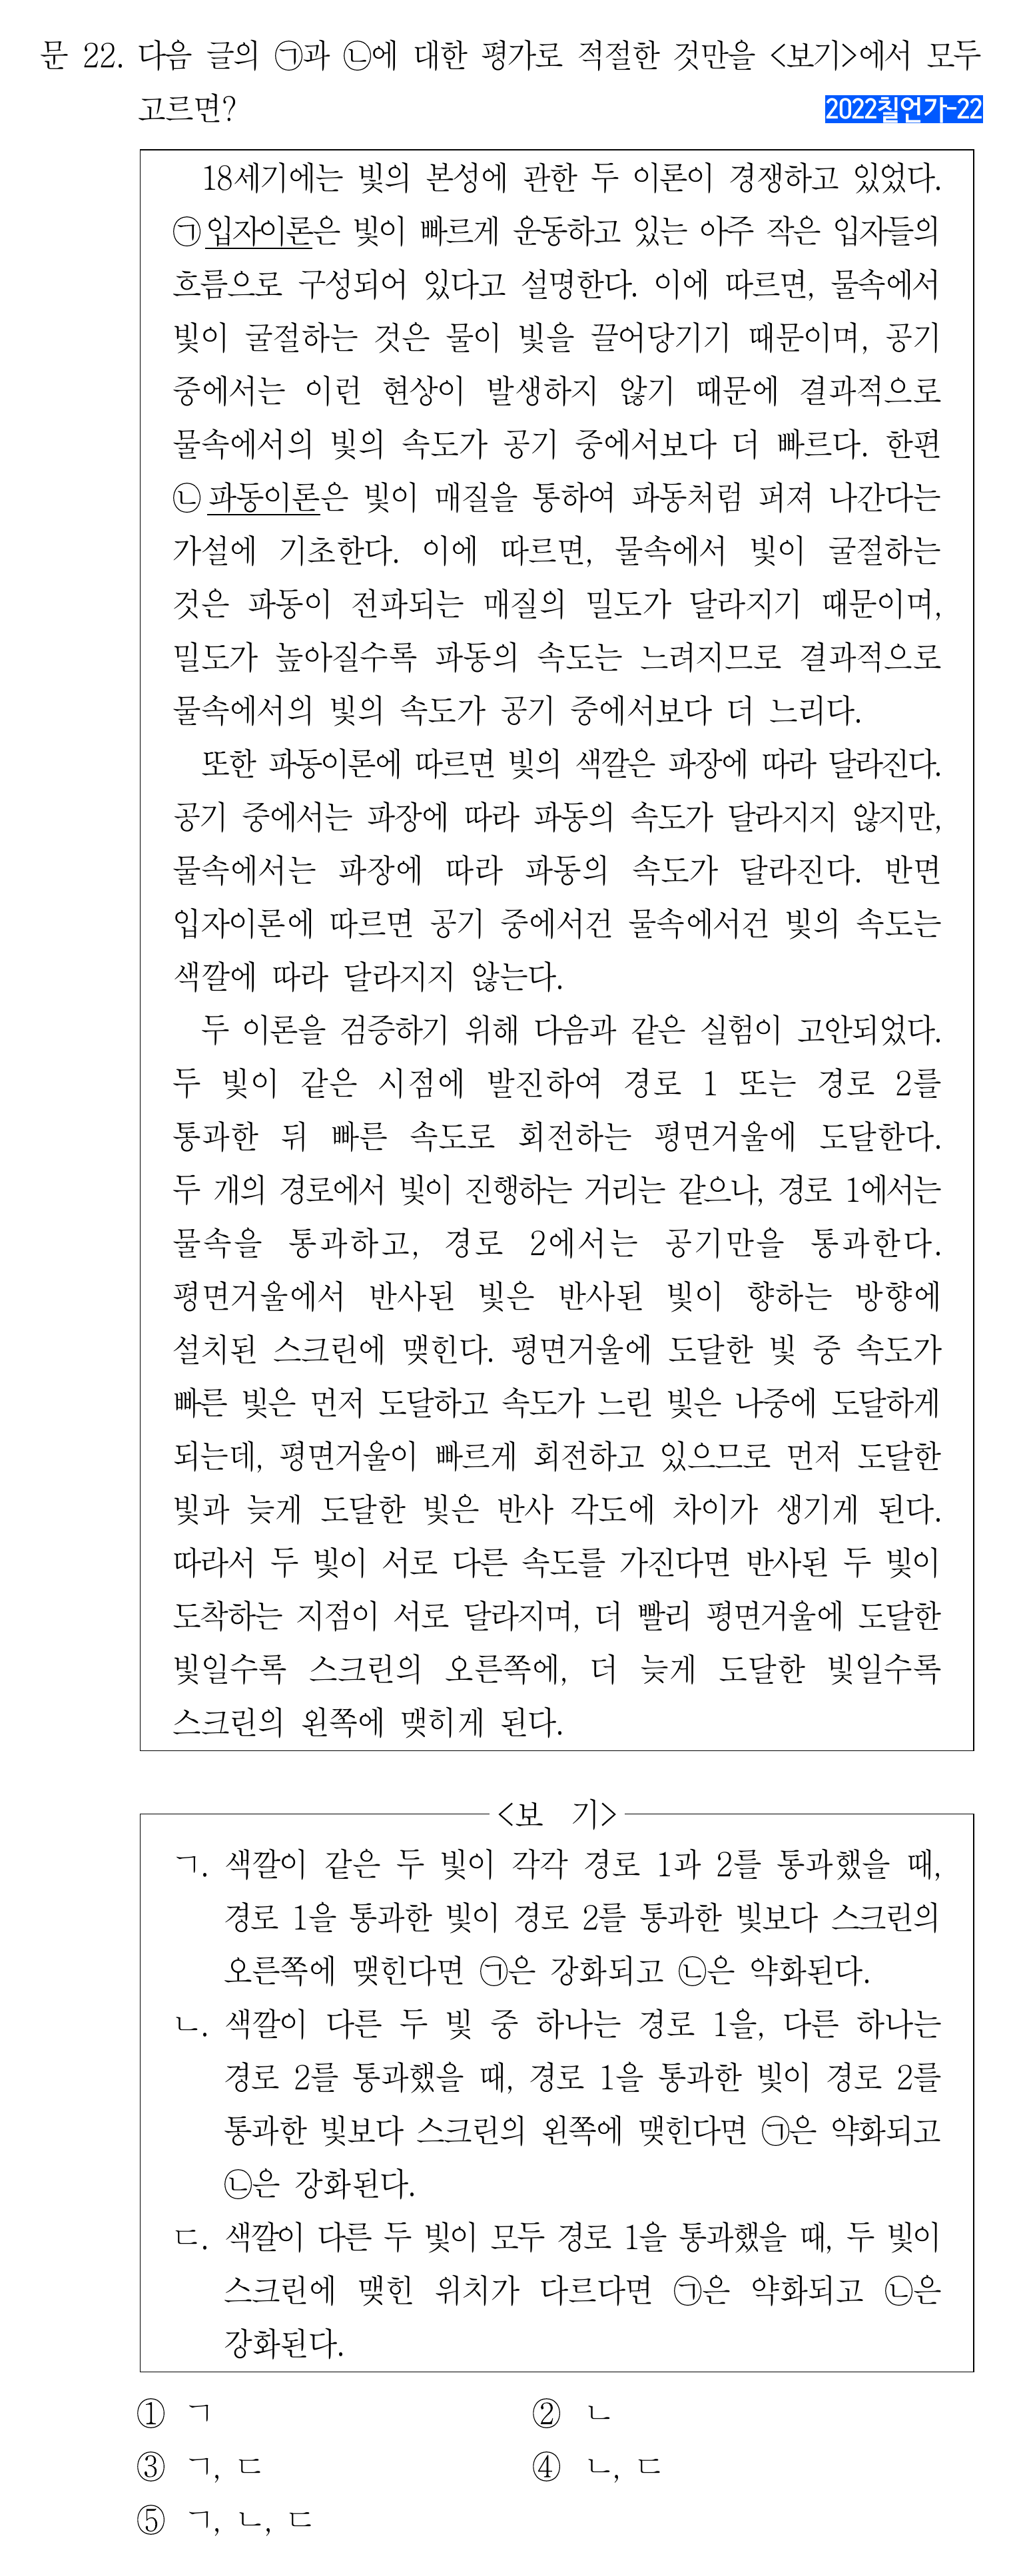 문 22. 다음 글의 ㉠과 ㉡에 대한 평가로 적절한 것만을 <보기>에서 모두
고르면?
2022칠언가-22
18세기에는 빛의 본성에 관한 두 이론이 경쟁하고 있었다.
㉠입자이론은 빛이 빠르게 운동하고 있는 아주 작은 입자들의
흐름으로 구성되어 있다고 설명한다. 이에 따르면, 물속에서
빛이 굴절하는 것은 물이 빛을 끌어당기기 때문이며, 공기
중에서는 이런 현상이 발생하지 않기 때문에 결과적으로
물속에서의 빛의 속도가 공기 중에서보다 더 빠르다. 한편
㉡파동이론은 빛이 매질을 통하여 파동처럼 퍼져 나간다는
가설에 기초한다. 이에 따르면, 물속에서 빛이 굴절하는
것은 파동이 전파되는 매질의 밀도가 달라지기 때문이며,
밀도가 높아질수록 파동의 속도는 느려지므로 결과적으로
물속에서의 빛의 속도가 공기 중에서보다 더 느리다.
또한 파동이론에 따르면 빛의 색깔은 파장에 따라 달라진다.
공기 중에서는 파장에 따라 파동의 속도가 달라지지 않지만,
물속에서는 파장에 따라 파동의 속도가 달라진다. 반면
입자이론에 따르면 공기 중에서건 물속에서건 빛의 속도는
색깔에 따라 달라지지 않는다.
두 이론을 검증하기 위해 다음과 같은 실험이 고안되었다.
두 빛이 같은 시점에 발진하여 경로 1 또는 경로 2를
통과한 뒤 빠른 속도로 회전하는 평면거울에 도달한다.
두 개의 경로에서 빛이 진행하는 거리는 같으나, 경로 1에서는
물속을 통과하고, 경로 2에서는 공기만을 통과한다.
평면거울에서 반사된 빛은 반사된 빛이 향하는 방향에
설치된 스크린에 맺힌다. 평면거울에 도달한 빛 중 속도가
빠른 빛은 먼저 도달하고 속도가 느린 빛은 나중에 도달하게
되는데, 평면거울이 빠르게 회전하고 있으므로 먼저 도달한
빛과 늦게 도달한 빛은 반사 각도에 차이가 생기게 된다.
따라서 두 빛이 서로 다른 속도를 가진다면 반사된 두 빛이
도착하는 지점이 서로 달라지며, 더 빨리 평면거울에 도달한
빛일수록 스크린의 오른쪽에, 더 늦게 도달한 빛일수록
스크린의 왼쪽에 맺히게 된다.
<보 기>
ㄱ. 색깔이 같은 두 빛이 각각 경로 1과 2를 통과했을 때,
경로 1을 통과한 빛이 경로 2를 통과한 빛보다 스크린의
오른쪽에 맺힌다면 ㉠은 강화되고 ㉡은 약화된다.
ㄴ. 색깔이 다른 두 빛 중 하나는 경로 1을, 다른 하나는
경로 2를 통과했을 때, 경로 1을 통과한 빛이 경로 2를
통과한 빛보다 스크린의 왼쪽에 맺힌다면 ㉠은 약화되고
㉡은 강화된다.
ㄷ. 색깔이 다른 두 빛이 모두 경로 1을 통과했을 때, 두 빛이
스크린에 맺힌 위치가 다르다면 ㉠은 약화되고 ㉡은
강화된다.
① ㄱ ② ㄴ
③ ㄱ, ㄷ ④ ㄴ, ㄷ
⑤ ㄱ, ㄴ, ㄷ